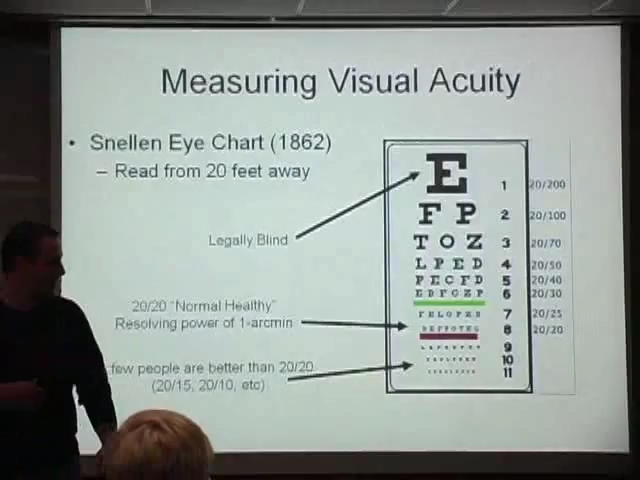 Measuring Visual Acuity
• Snellen Eye Chart (1862)
– Read from 20 feet away
Legally Blind
20/20 "Normal Healthy"
Resolving power of 1-arcmin
few people are better than 20/20
(20/15, 20/10, etc)
E 1 20/200
F P 2 20/100
T O Z 3 20/70
L P E D 4 20/50
P E C F D 5 20/40
E D F C Z P 6 20/30
F E L O P Z D 7 20/25
D E F P O T E C 8 20/20
9
10
11